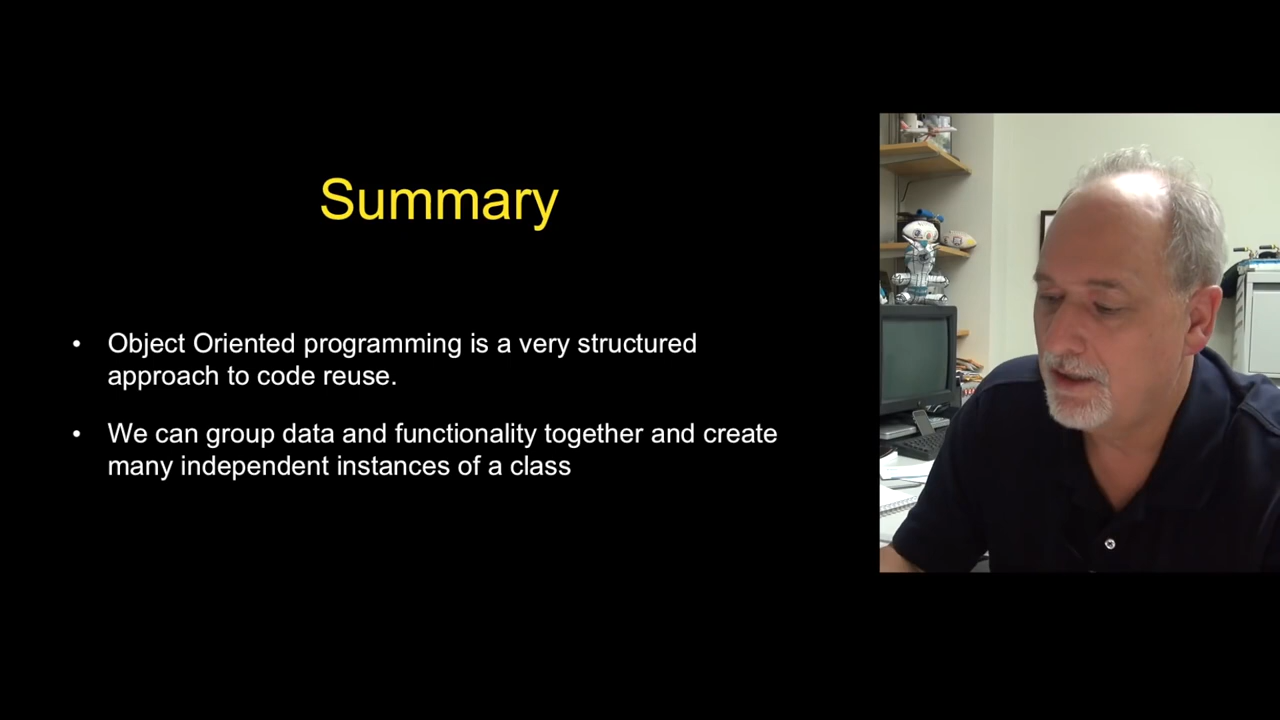 Summary
• Object Oriented programming is a very structured
approach to code reuse.
• We can group data and functionality together and create
many independent instances of a class